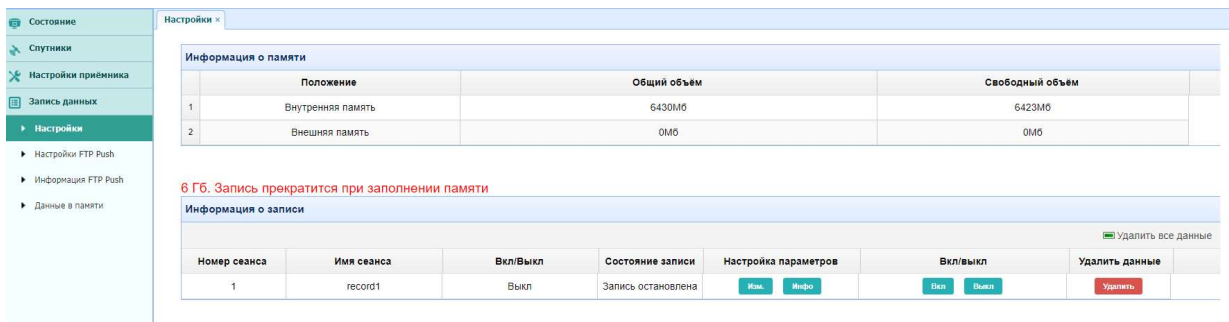 Состояние
Спутники
Настройки приёмника
Запись данных
Настройки
Настройки FTP Push
Информация FTP Push
Данные в памяти
Настройки ×
Информация о памяти
Положение Общий объём Свободный объём
1 Внутренняя память 6430Мб 6423Мб
2 Внешняя память 0Мб 0Мб
6 Гб. Запись прекратится при заполнении памяти
Информация о записи
Удалить все данные
Номер сеанса Имя сеанса Вкл/Выкл Состояние записи Настройка параметров Вкл/выкл Удалить данные
1 record1 Выкл Запись остановлена Изм. Инфо Вкл Выкл Удалить